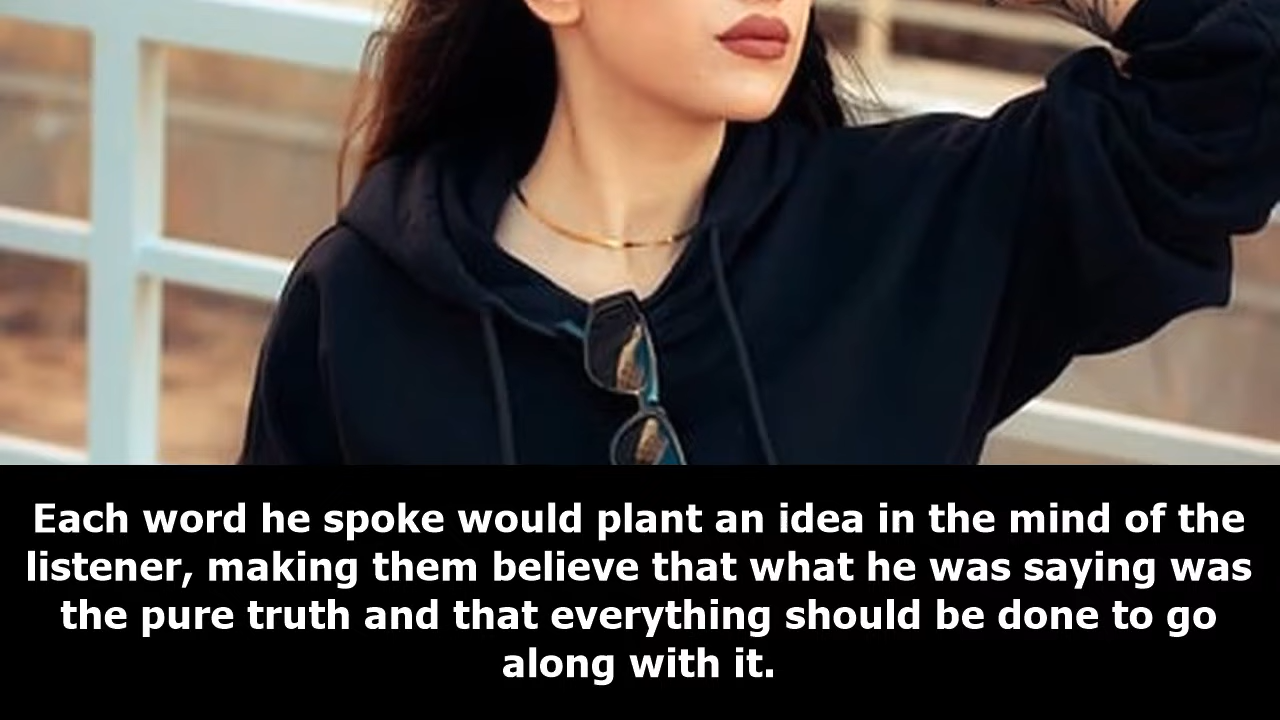 Each word he spoke would plant an idea in the mind of the
listener, making them believe that what he was saying was
the pure truth and that everything should be done to go
along with it.